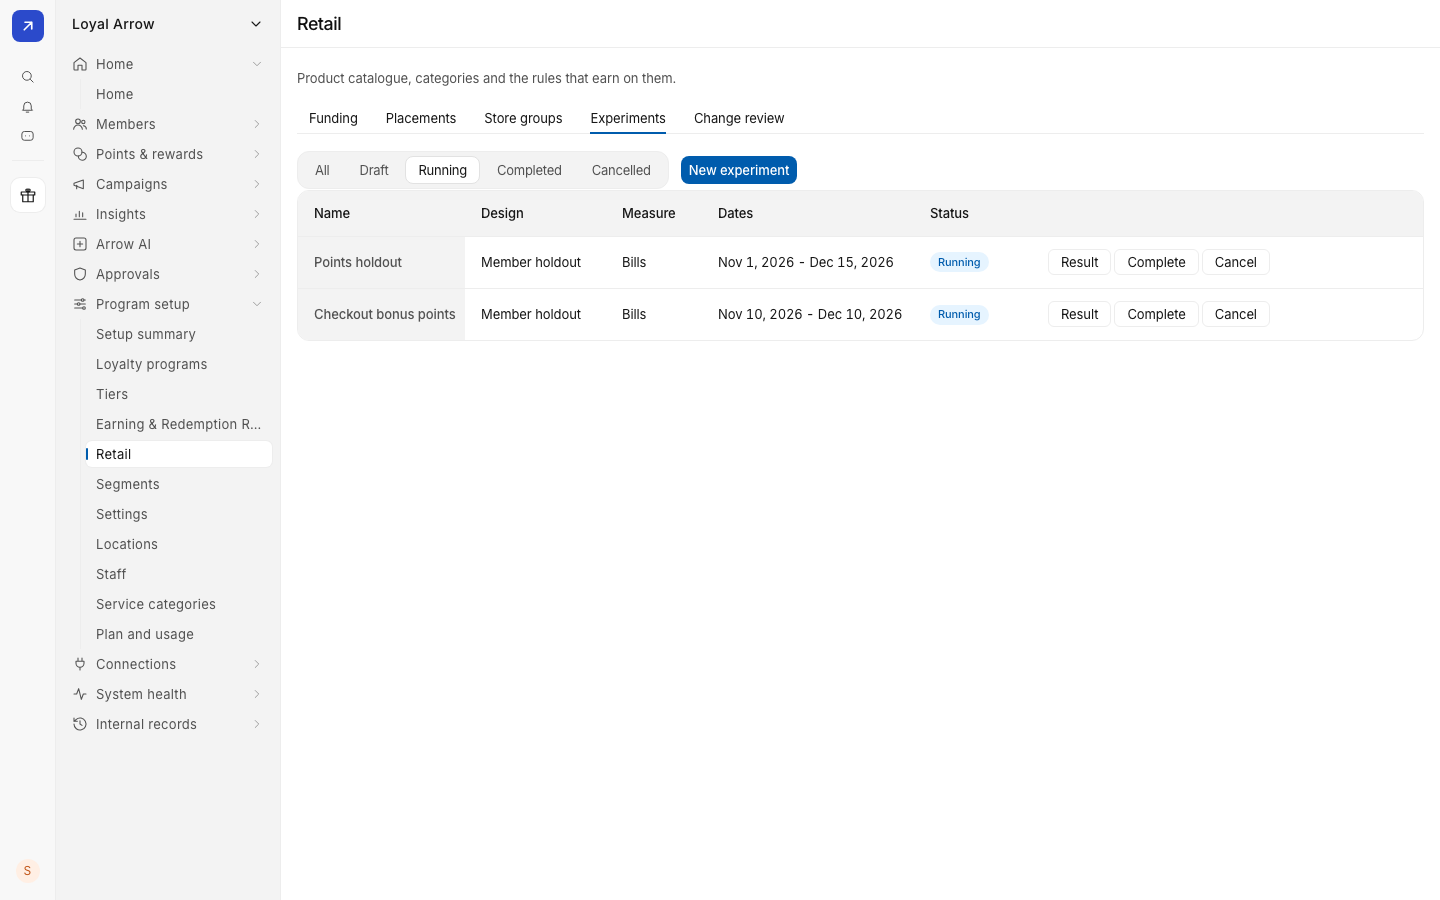 Loyal Arrow
Home
Home
Members
Points & rewards
Campaigns
Insights
Arrow AI
Approvals
Program setup
Setup summary
Loyalty programs
Tiers
Earning & Redemption R...
Retail
Segments
Settings
Locations
Staff
Service categories
Plan and usage
Connections
System health
Internal records
S
Retail
Product catalogue, categories and the rules that earn on them.
Funding Placements Store groups Experiments Change review
All Draft Running Completed Cancelled New experiment
Name Design Measure Dates Status
Points holdout Member holdout Bills Nov 1, 2026 - Dec 15, 2026 Running Result Complete Cancel
Checkout bonus points Member holdout Bills Nov 10, 2026 - Dec 10, 2026 Running Result Complete Cancel